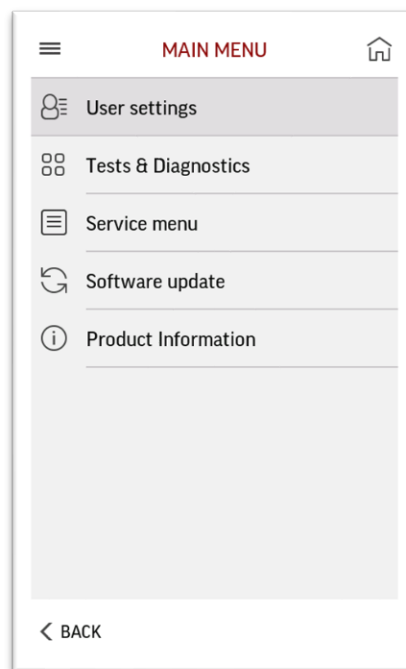 MAIN MENU
User settings
Tests & Diagnostics
Service menu
Software update
Product Information
BACK